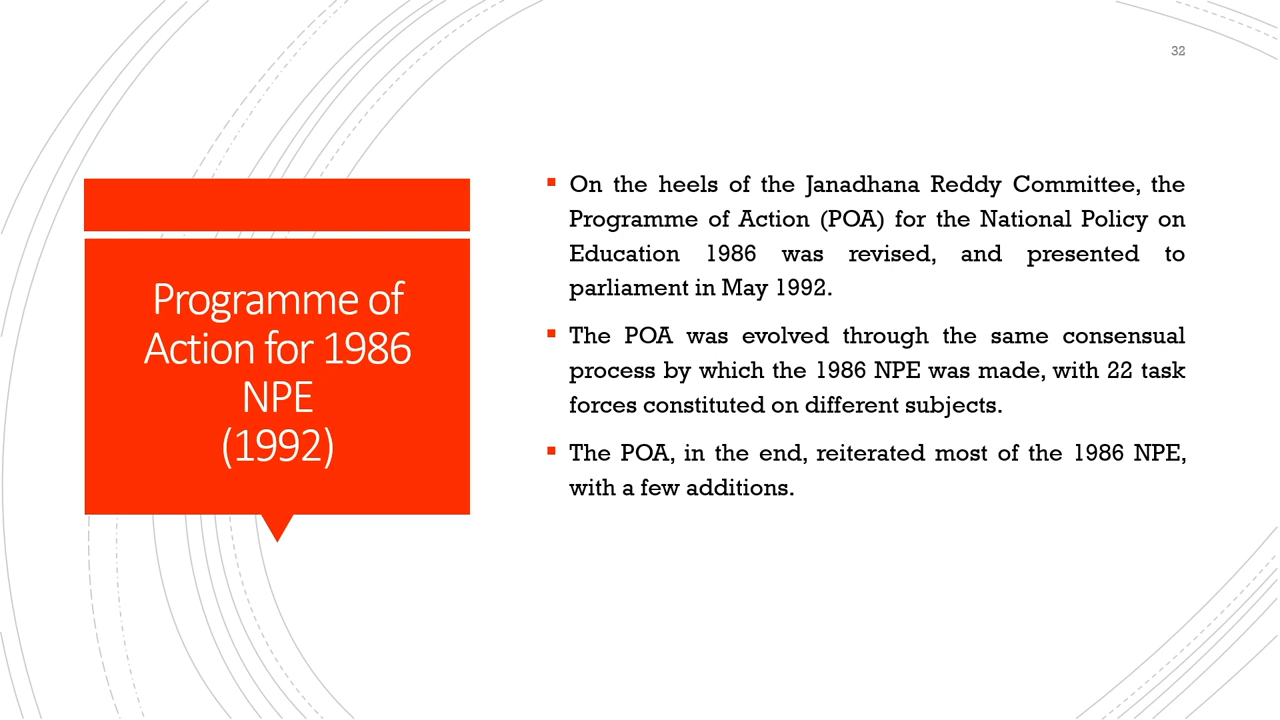 32
Programme of
Action for 1986
NPE
(1992)
▪ On the heels of the Janadhana Reddy Committee, the
Programme of Action (POA) for the National Policy on
Education 1986 was revised, and presented to
parliament in May 1992.
▪ The POA was evolved through the same consensual
process by which the 1986 NPE was made, with 22 task
forces constituted on different subjects.
▪ The POA, in the end, reiterated most of the 1986 NPE,
with a few additions.